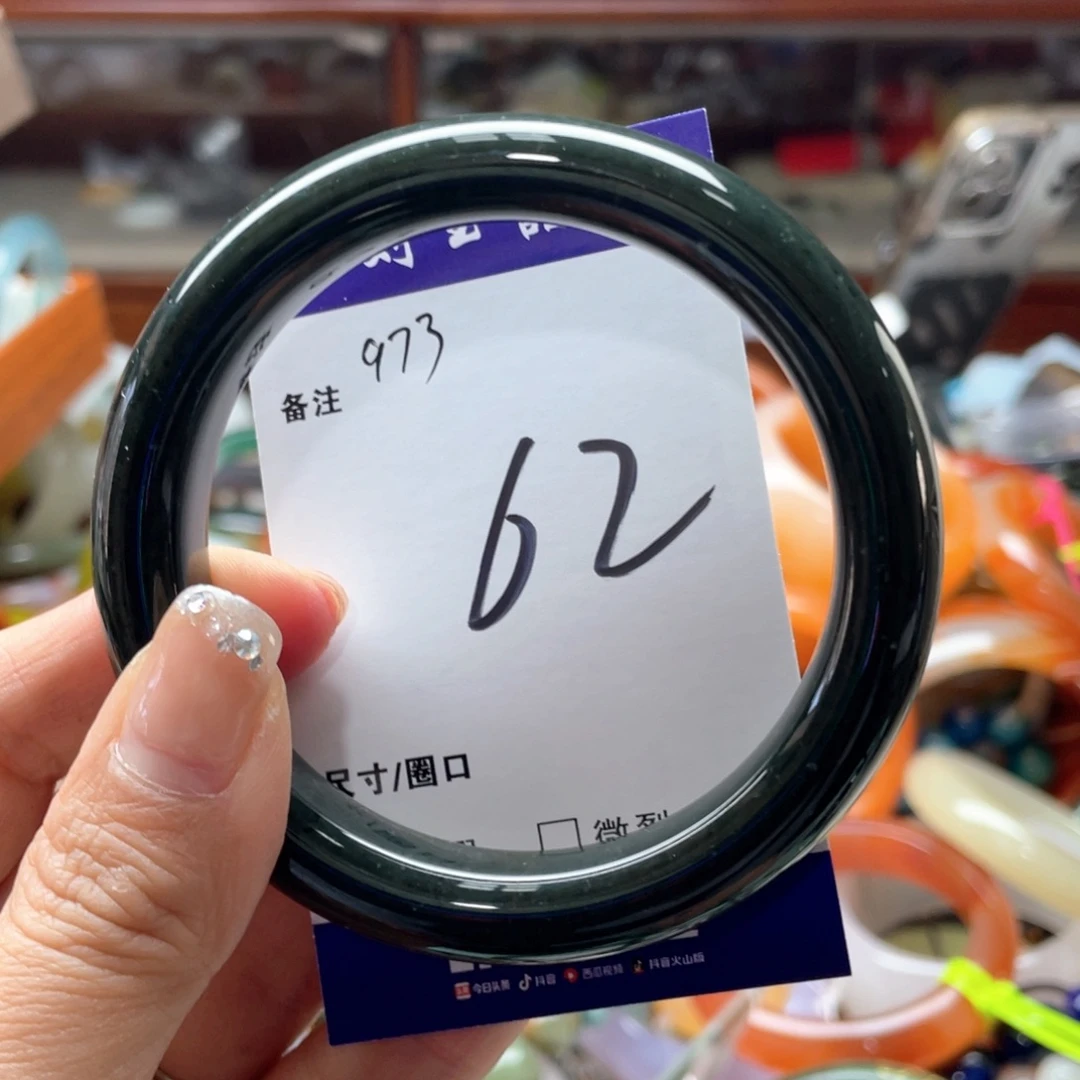 973
备注
62
尺寸/圈口
微裂
今日头条 抖音 西瓜视频 抖音火山版